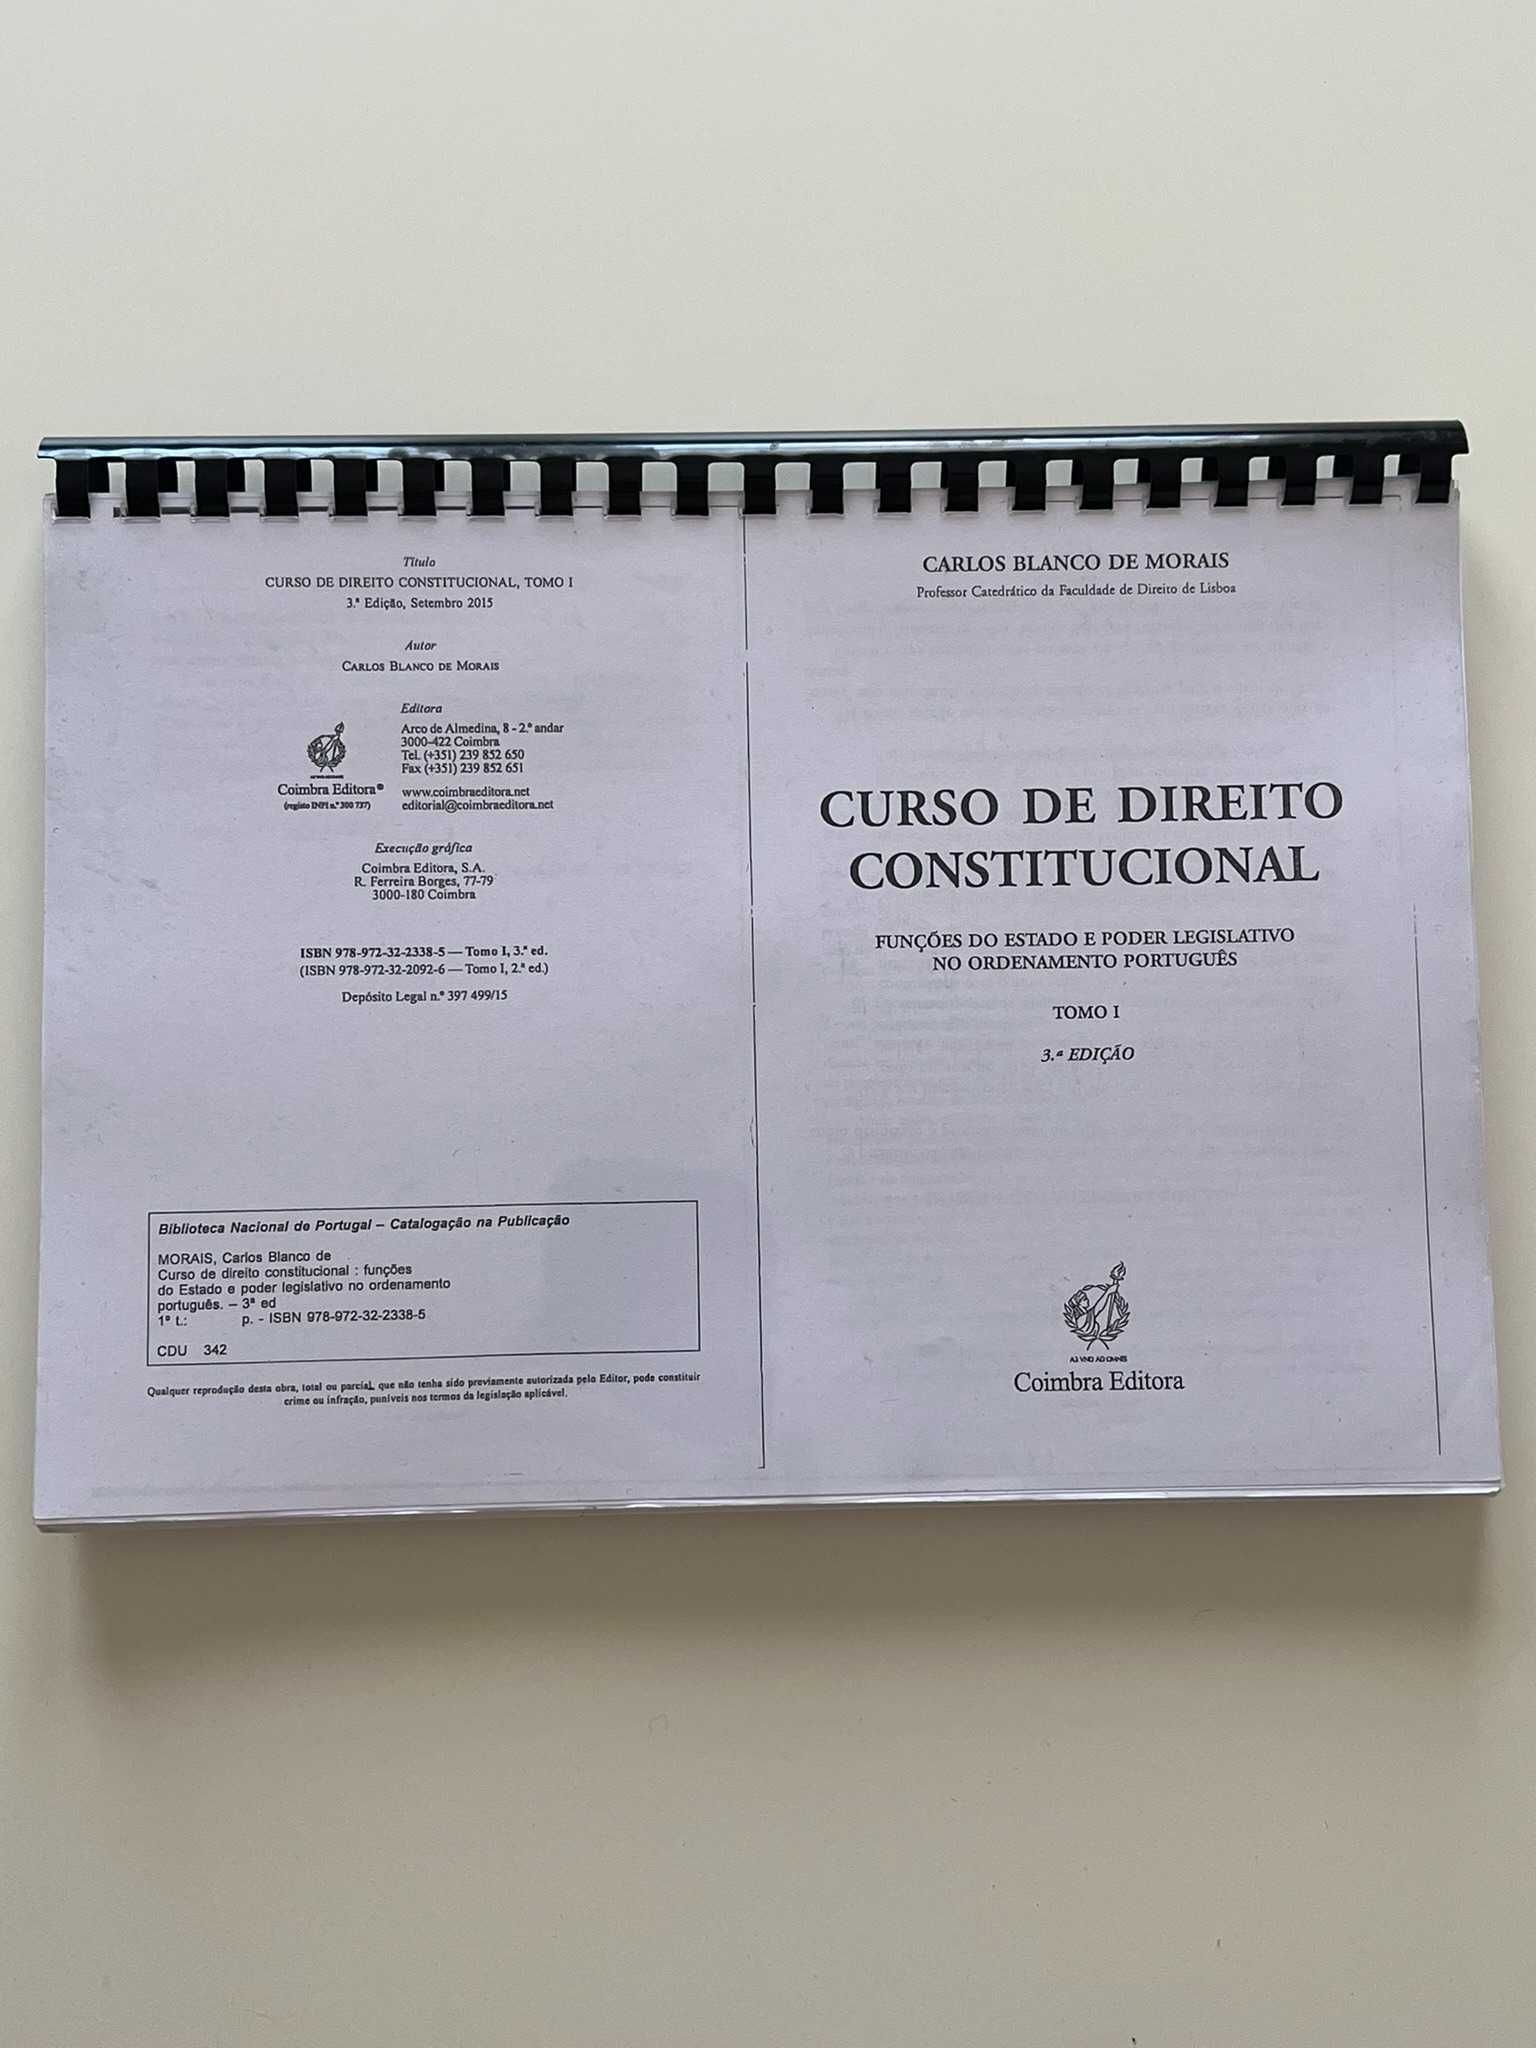 Título
CURSO DE DIREITO CONSTITUCIONAL, TOMO I
3.ª Edição, Setembro 2015
Autor
CARLOS BLANCO DE MORAIS
Editora
Arco de Almedina, 8 - 2.º andar
3000-422 Coimbra
Tel. (+351) 239 852 650
Fax (+351) 239 852 651
www.coimbraeditora.net
editorial@coimbraeditora.net
Coimbra Editora®
(registo INPI n.º 300 737)
Execução gráfica
Coimbra Editora, S.A.
R. Ferreira Borges, 77-79
3000-180 Coimbra
ISBN 978-972-32-2338-5 — Tomo I, 3.ª ed.
(ISBN 978-972-32-2092-6 — Tomo I, 2.ª ed.)
Depósito Legal n.º 397 499/15
Biblioteca Nacional de Portugal – Catalogação na Publicação
MORAIS, Carlos Blanco de
Curso de direito constitucional : funções
do Estado e poder legislativo no ordenamento
português. – 3ª ed
1º t.: p. - ISBN 978-972-32-2338-5
CDU 342
Qualquer reprodução desta obra, total ou parcial, que não tenha sido previamente autorizada pelo Editor, pode constituir
crime ou infração, puníveis nos termos da legislação aplicável.
CARLOS BLANCO DE MORAIS
Professor Catedrático da Faculdade de Direito de Lisboa
CURSO DE DIREITO
CONSTITUCIONAL
FUNÇÕES DO ESTADO E PODER LEGISLATIVO
NO ORDENAMENTO PORTUGUÊS
TOMO I
3.ª EDIÇÃO
AD VNO AD OMNES
Coimbra Editora